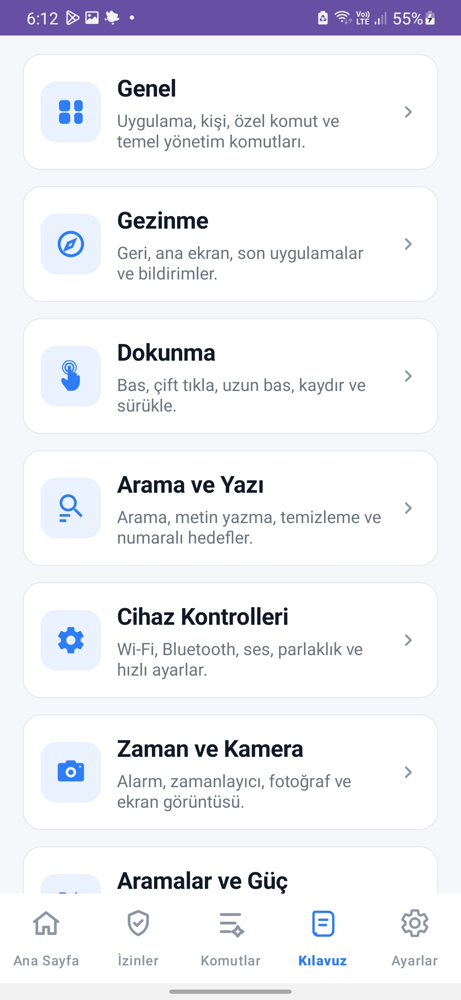 6:12
Vo))
LTE
55%
Genel
Uygulama, kişi, özel komut ve
temel yönetim komutları.
Gezinme
Geri, ana ekran, son uygulamalar
ve bildirimler.
Dokunma
Bas, çift tıkla, uzun bas, kaydır ve
sürükle.
Arama ve Yazı
Arama, metin yazma, temizleme ve
numaralı hedefler.
Cihaz Kontrolleri
Wi-Fi, Bluetooth, ses, parlaklık ve
hızlı ayarlar.
Zaman ve Kamera
Alarm, zamanlayıcı, fotoğraf ve
ekran görüntüsü.
Aramalar ve Güç
Ana Sayfa
İzinler
Komutlar
Kılavuz
Ayarlar